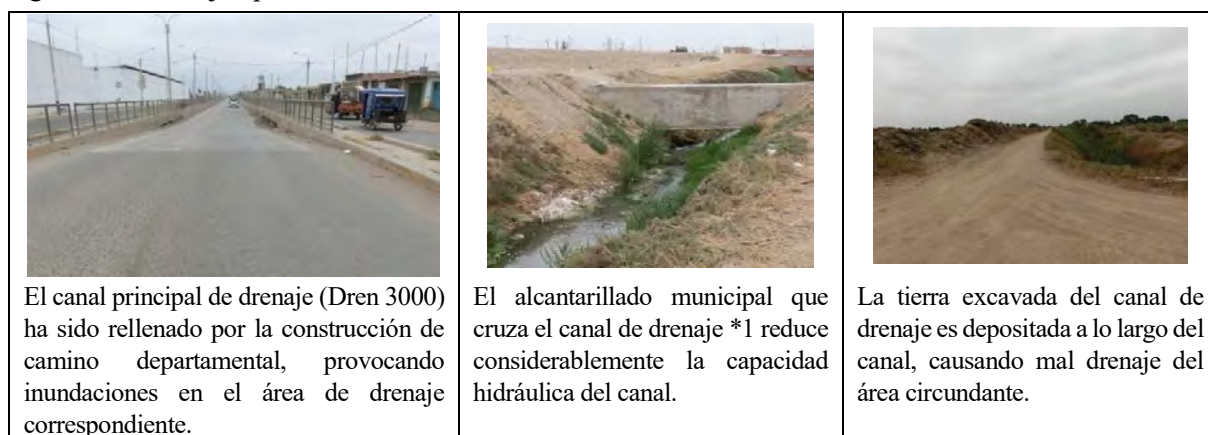 El canal principal de drenaje (Dren 3000)
ha sido rellenado por la construcción de
camino departamental, provocando
inundaciones en el área de drenaje
correspondiente.
El alcantarillado municipal que
cruza el canal de drenaje *1 reduce
considerablemente la capacidad
hidráulica del canal.
La tierra excavada del canal de
drenaje es depositada a lo largo del
canal, causando mal drenaje del
área circundante.